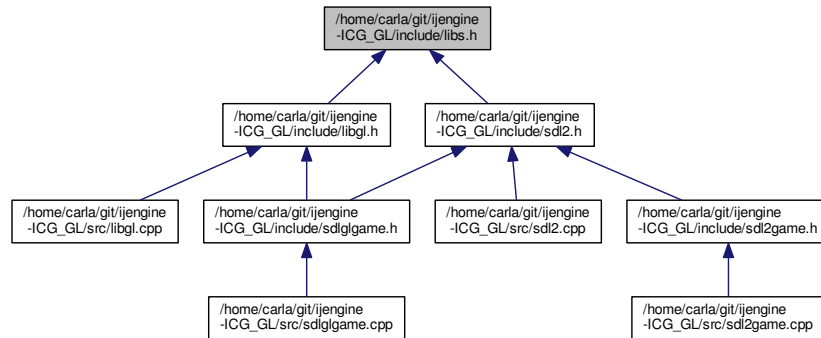 /home/carla/git/ijengine
-ICG_GL/include/libs.h
/home/carla/git/ijengine
-ICG_GL/include/libgl.h
/home/carla/git/ijengine
-ICG_GL/include/sdl2.h
/home/carla/git/ijengine
-ICG_GL/src/libgl.cpp
/home/carla/git/ijengine
-ICG_GL/include/sdlglgame.h
/home/carla/git/ijengine
-ICG_GL/src/sdl2.cpp
/home/carla/git/ijengine
-ICG_GL/include/sdl2game.h
/home/carla/git/ijengine
-ICG_GL/src/sdlglgame.cpp
/home/carla/git/ijengine
-ICG_GL/src/sdl2game.cpp